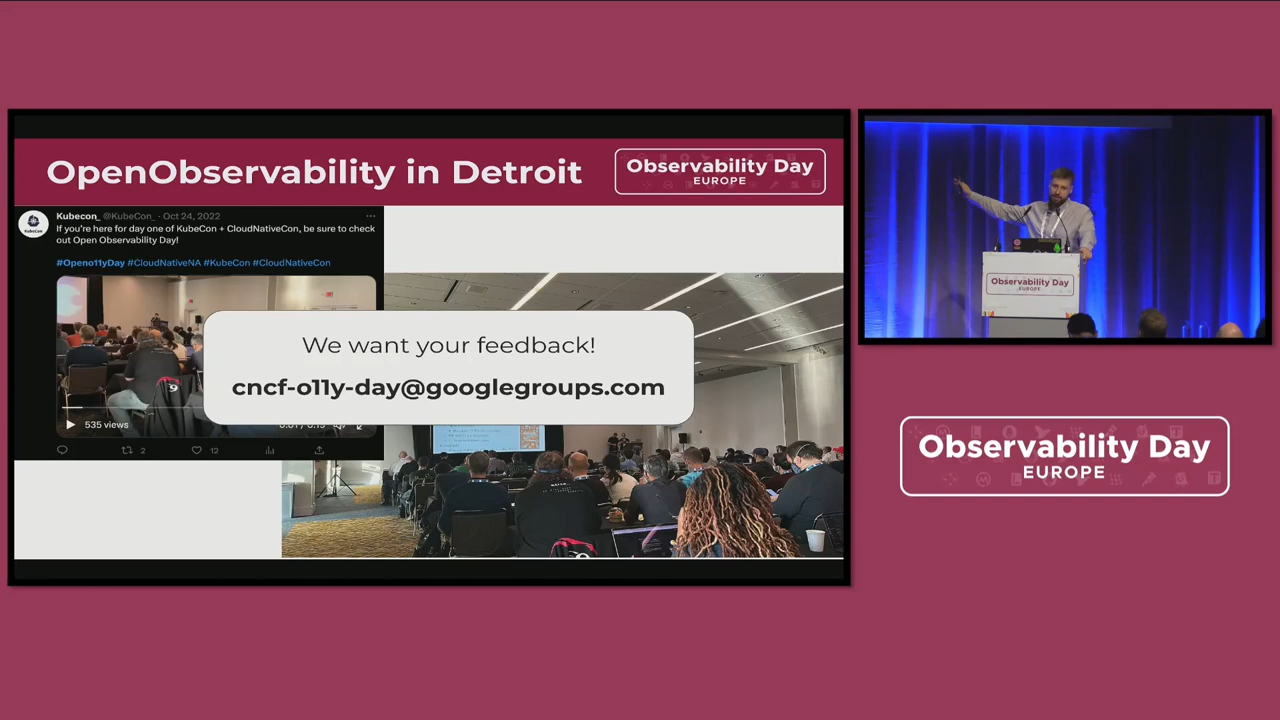 OpenObservability in Detroit
Observability Day
EUROPE
Kubecon_ @KubeCon_ · Oct 24, 2022
If you're here for day one of KubeCon + CloudNativeCon, be sure to check
out Open Observability Day!
#Openo11yDay #CloudNativeNA #KubeCon #CloudNativeCon
We want your feedback!
cncf-o11y-day@googlegroups.com
535 views
2
12
Observability Day
EUROPE
Observability Day
EUROPE